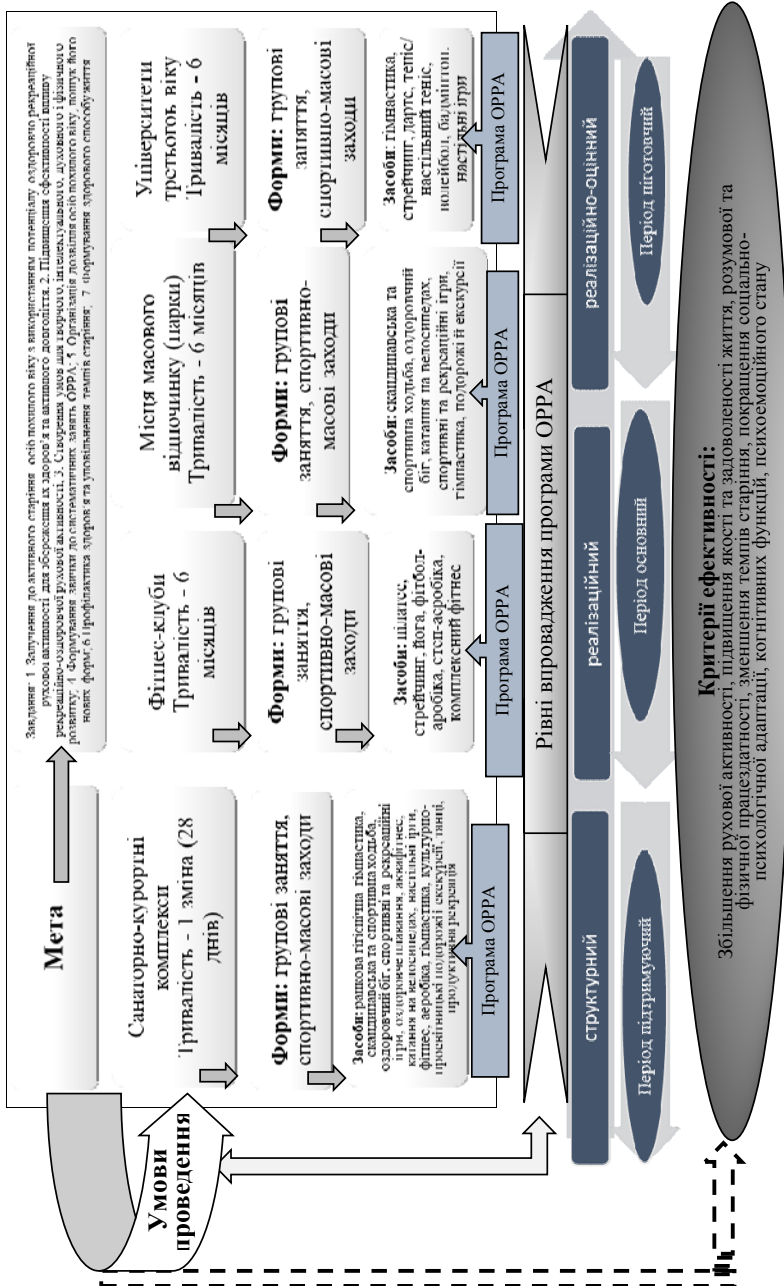 Мета
Завдання: 1. Залучення до активного старіння осіб похилого віку з використанням потенціалу оздоровчо рекреаційної
рухової активності для збереження їх здоров'я та активного довголіття. 2. Підвищення ефективності впливу
рекреаційно-оздоровчої рухової активності. 3. Створення умов для творчого, інтелектуального, духовного і фізичного
розвитку; 4. Формування звички до систематичних занять ОРРА; 5. Організація дозвілля осіб похилого віку, пошук його
нових форм; 6 Профілактика здоров'я та уповільнення темпів старіння; 7. Формування здорового способу життя
Умови
проведення
Санаторно-курортні
комплекси
Тривалість - 1 зміна (28
днів)
Фітнес-клуби
Тривалість - 6
місяців
Місця масового
відпочинку (парки)
Тривалість - 6 місяців
Університети
третього віку
Тривалість - 6
місяців
Форми: групові заняття,
спортивно-масові заходи
Форми: групові
заняття,
спортивно-масові
заходи
Форми: групові
заняття, спортивно-
масові заходи
Форми: групові
заняття,
спортивно-масові
заходи
Засоби: ранкова гігієнічна гімнастика,
скандинавська та спортивна ходьба,
оздоровчий біг, спортивні та рекреаційні
ігри, оздоровче плавання, аквафітнес,
катання на велосипедах, настільні ігри,
фітнес, аеробіка, гімнастика, культурно-
просвітницькі подорожі і екскурсії, танці,
продуктивна рекреація
Засоби: пілатес,
стрейчинг, йога, фітбол-
аробіка, степ-аеробіка,
комплексний фітнес
Засоби: скандинавська та
спортивна ходьба, оздоровчий
біг, катання на велосипедах,
спортивні та рекреаційні ігри,
гімнастика, подорожі й екскурсії
Засоби: гімнастика,
стрейчинг, дартс, теніс/
настільний теніс,
волейбол, бадмінтон.
настільні ігри
Програма ОРРА
Програма ОРРА
Програма ОРРА
Програма ОРРА
Рівні впровадження програми ОРРА
структурний
реалізаційний
реалізаційно-оцінний
Період підтримуючий
Період основний
Період піготовчий
Критерії ефективності:
Збільшення рухової активності, підвищення якості та задоволеності життя, розумової та
фізичної працездатності, зменшення темпів старіння, покращення соціально-
психологічної адаптації, когнітивних функцій, психоемоційного стану